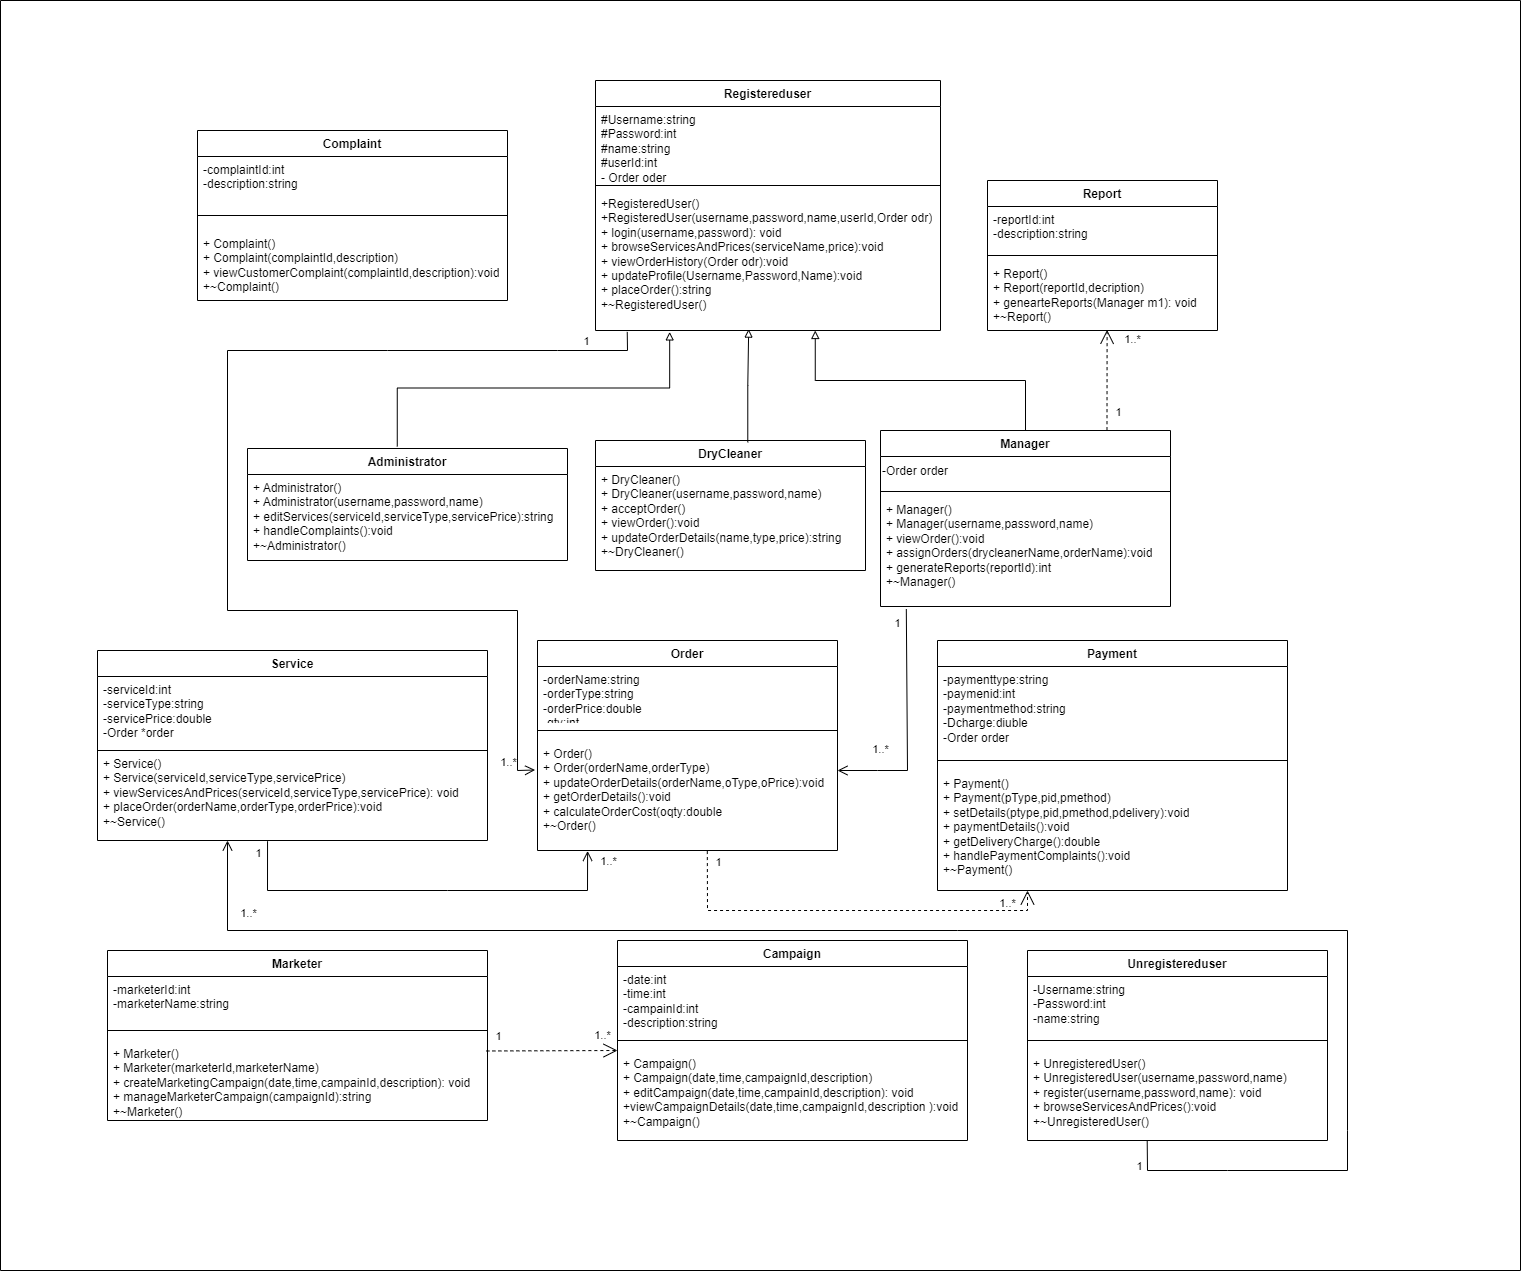 Registereduser
#Username:string
#Password:int
#name:string
#userId:int
- Order oder
+RegisteredUser()
+RegisteredUser(username,password,name,userId,Order odr)
+ login(username,password): void
+ browseServicesAndPrices(serviceName,price):void
+ viewOrderHistory(Order odr):void
+ updateProfile(Username,Password,Name):void
+ placeOrder():string
+~RegisteredUser()
Complaint
-complaintId:int
-description:string
+ Complaint()
+ Complaint(complaintId,description)
+ viewCustomerComplaint(complaintId,description):void
+~Complaint()
Report
-reportId:int
-description:string
+ Report()
+ Report(reportId,decription)
+ genearteReports(Manager m1): void
+~Report()
1
1..*
1
Administrator
+ Administrator()
+ Administrator(username,password,name)
+ editServices(serviceId,serviceType,servicePrice):string
+ handleComplaints():void
+~Administrator()
DryCleaner
+ DryCleaner()
+ DryCleaner(username,password,name)
+ acceptOrder()
+ viewOrder():void
+ updateOrderDetails(name,type,price):string
+~DryCleaner()
Manager
-Order order
+ Manager()
+ Manager(username,password,name)
+ viewOrder():void
+ assignOrders(drycleanerName,orderName):void
+ generateReports(reportId):int
+~Manager()
1
Service
-serviceId:int
-serviceType:string
-servicePrice:double
-Order *order
+ Service()
+ Service(serviceId,serviceType,servicePrice)
+ viewServicesAndPrices(serviceId,serviceType,servicePrice): void
+ placeOrder(orderName,orderType,orderPrice):void
+~Service()
1..*
Order
-orderName:string
-orderType:string
-orderPrice:double
-qty:int
+ Order()
+ Order(orderName,orderType)
+ updateOrderDetails(orderName,oType,oPrice):void
+ getOrderDetails():void
+ calculateOrderCost(oqty:double
+~Order()
1..*
Payment
-paymenttype:string
-paymenid:int
-paymentmethod:string
-Dcharge:diuble
-Order order
+ Payment()
+ Payment(pType,pid,pmethod)
+ setDetails(ptype,pid,pmethod,pdelivery):void
+ paymentDetails():void
+ getDeliveryCharge():double
+ handlePaymentComplaints():void
+~Payment()
1
1..*
1
1..*
1..*
Marketer
-marketerId:int
-marketerName:string
+ Marketer()
+ Marketer(marketerId,marketerName)
+ createMarketingCampaign(date,time,campainId,description): void
+ manageMarketerCampaign(campaignId):string
+~Marketer()
1
1..*
Campaign
-date:int
-time:int
-campainId:int
-description:string
+ Campaign()
+ Campaign(date,time,campaignId,description)
+ editCampaign(date,time,campainId,description): void
+viewCampaignDetails(date,time,campaignId,description ):void
+~Campaign()
Unregistereduser
-Username:string
-Password:int
-name:string
+ UnregisteredUser()
+ UnregisteredUser(username,password,name)
+ register(username,password,name): void
+ browseServicesAndPrices():void
+~UnregisteredUser()
1